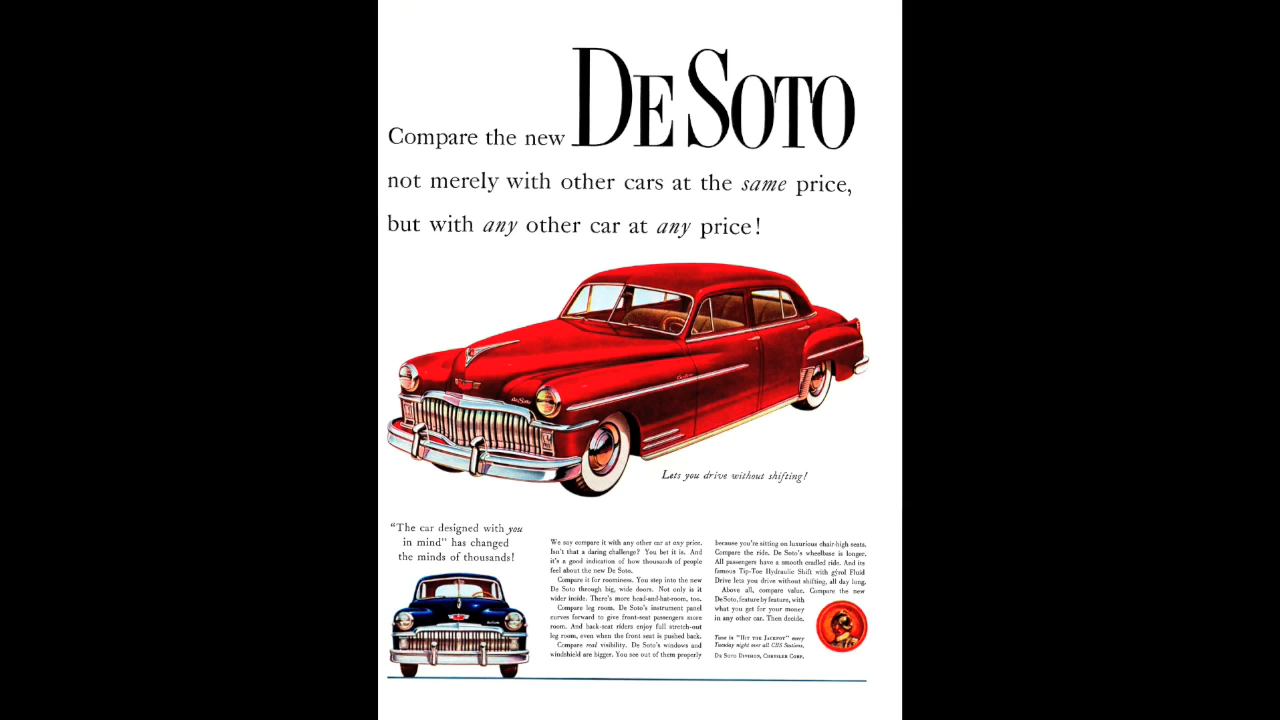 Compare the new DE SOTO
not merely with other cars at the same price,
but with any other car at any price!
Custom
De Soto
Lets you drive without shifting!
"The car designed with you
in mind" has changed
the minds of thousands!
We say compare it with any other car at any price.
Isn't that a daring challenge? You bet it is. And
it's a good indication of how thousands of people
feel about the new De Soto.
Compare it for roominess. You step into the new
De Soto through big, wide doors. Not only is it
wider inside. There's more head-and-hat-room, too.
Compare leg room. De Soto's instrument panel
curves forward to give front-seat passengers more
room. And back-seat riders enjoy full stretch-out
leg room, even when the front seat is pushed back.
Compare real visibility. De Soto's windows and
windshield are bigger. You see out of them properly
because you're sitting on luxurious chair-high seats.
Compare the ride. De Soto's wheelbase is longer.
All passengers have a smooth cradled ride. And its
famous Tip-Toe Hydraulic Shift with gýrol Fluid
Drive lets you drive without shifting, all day long.
Above all, compare value. Compare the new
De Soto, feature by feature, with
what you get for your money
in any other car. Then decide.
Tune in "HIT THE JACKPOT" every
Tuesday night over all CBS Stations.
DE SOTO DIVISION, CHRYSLER CORP.